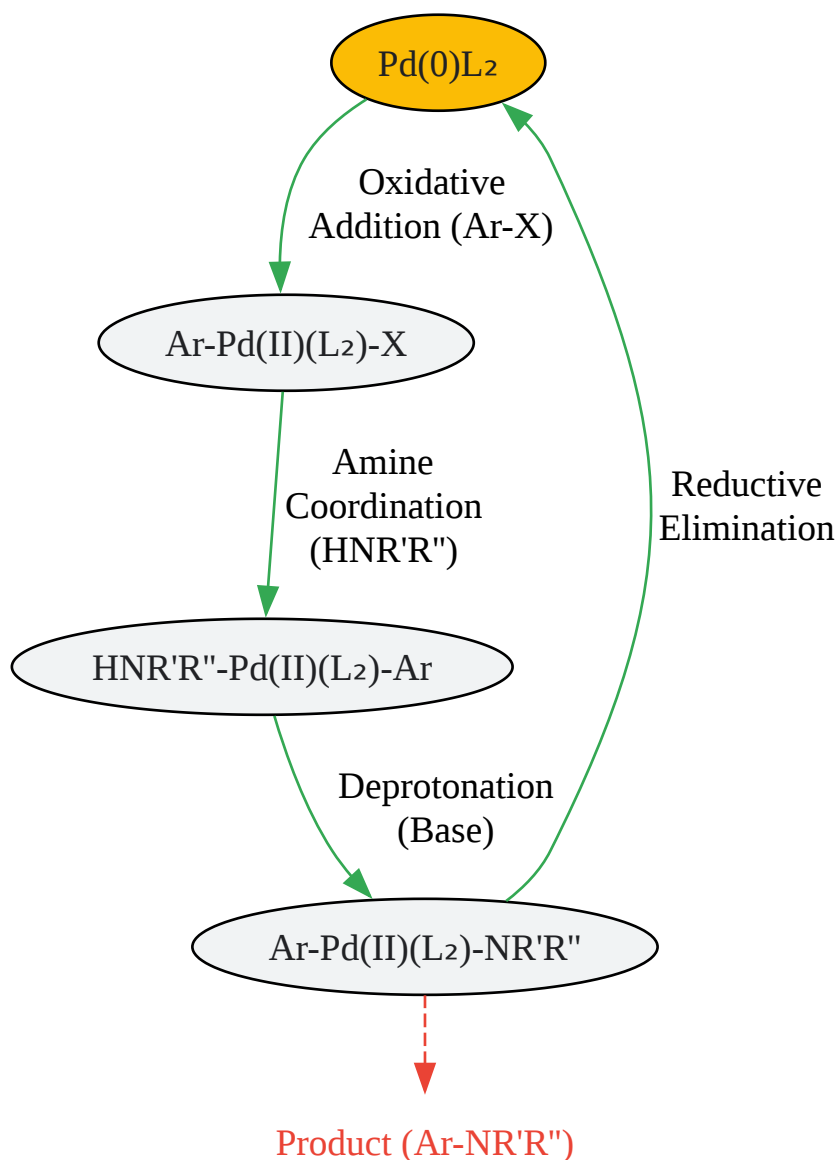 Pd(0)L₂
Oxidative
Addition (Ar-X)
Ar-Pd(II)(L₂)-X
Amine
Coordination
(HNR'R'')
Reductive
Elimination
HNR'R''-Pd(II)(L₂)-Ar
Deprotonation
(Base)
Ar-Pd(II)(L₂)-NR'R''
Product (Ar-NR'R'')